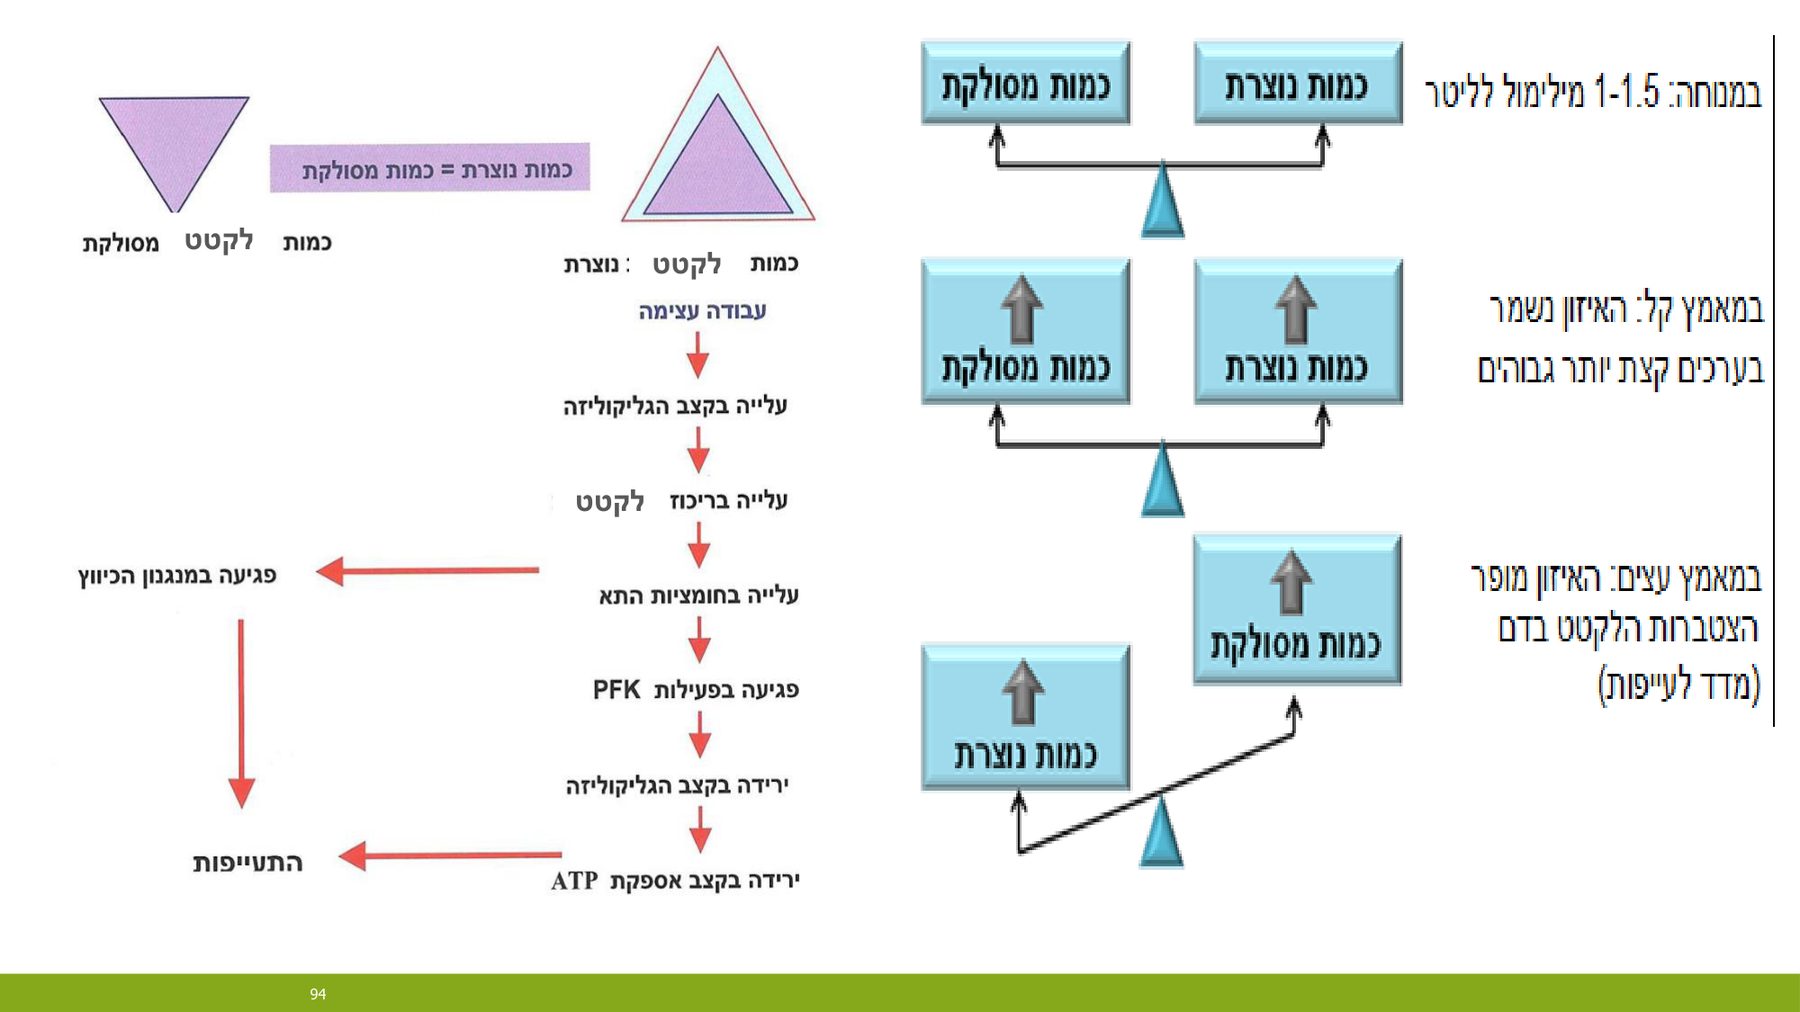 כמות מסולקת
כמות נוצרת
במנוחה: 1-1.5 מילימול לליטר
כמות מסולקת
כמות נוצרת
במאמץ קל: האיזון נשמר
בערכים קצת יותר גבוהים
כמות מסולקת
כמות נוצרת
במאמץ עצים: האיזון מופר
הצטברות הלקטט בדם
(מדד לעייפות)
כמות נוצרת = כמות מסולקת
כמות לקטט מסולקת
כמות לקטט נוצרת :
עבודה עצימה
עלייה בקצב הגליקוליזה
עלייה בריכוז לקטט
עלייה בחומציות התא
פגיעה במנגנון הכיווץ
פגיעה בפעילות PFK
ירידה בקצב הגליקוליזה
ירידה בקצב אספקת ATP
התעייפות
94